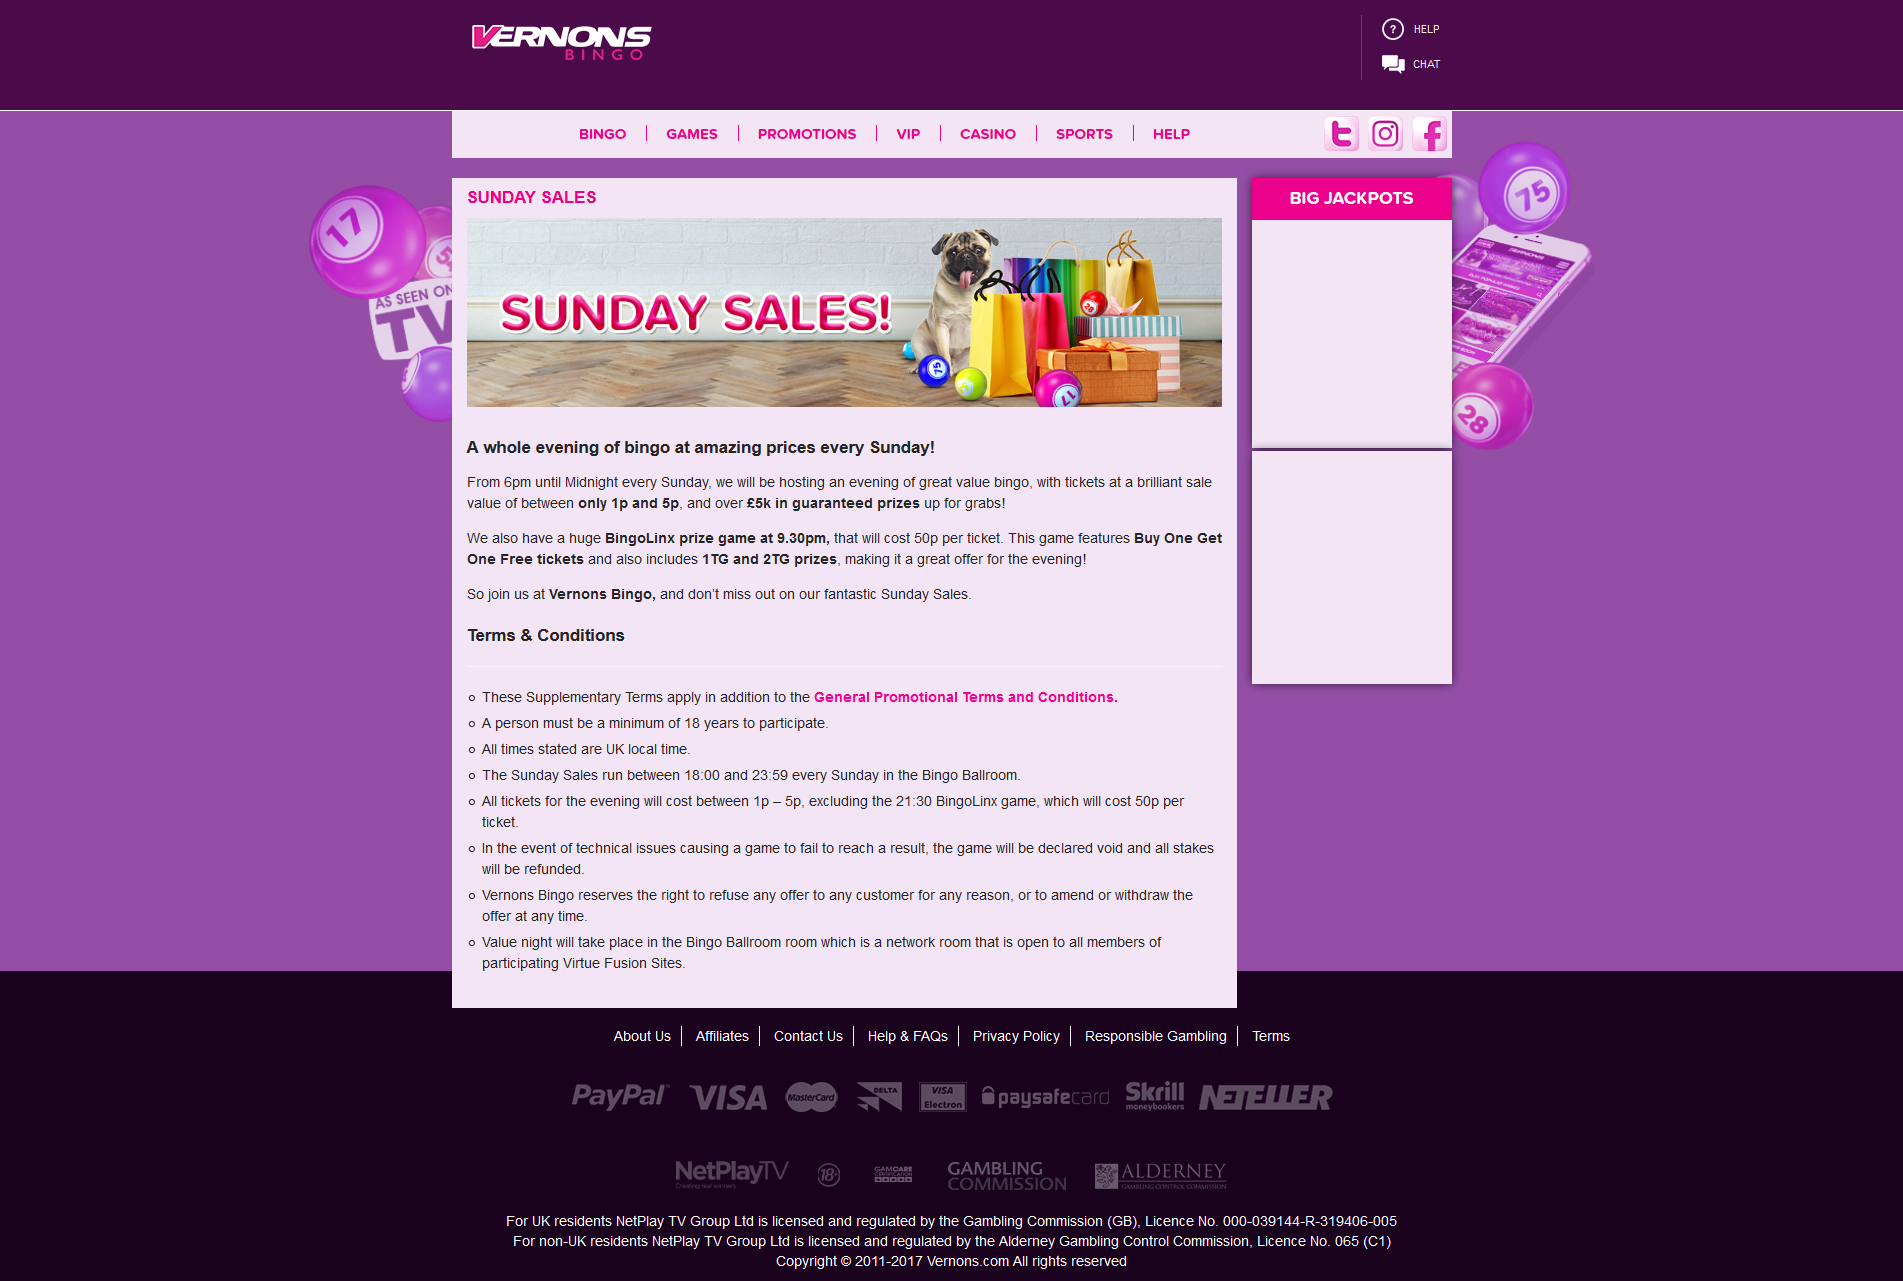 VERNONS
BINGO
HELP
CHAT
BINGO
GAMES
PROMOTIONS
VIP
CASINO
SPORTS
HELP
SUNDAY SALES
BIG JACKPOTS
17
AS SEEN ON
TV
75
28
SUNDAY SALES!
75
17
A whole evening of bingo at amazing prices every Sunday!
From 6pm until Midnight every Sunday, we will be hosting an evening of great value bingo, with tickets at a brilliant sale
value of between only 1p and 5p, and over £5k in guaranteed prizes up for grabs!
We also have a huge BingoLinx prize game at 9.30pm, that will cost 50p per ticket. This game features Buy One Get
One Free tickets and also includes 1TG and 2TG prizes, making it a great offer for the evening!
So join us at Vernons Bingo, and don't miss out on our fantastic Sunday Sales.
Terms & Conditions
These Supplementary Terms apply in addition to the General Promotional Terms and Conditions.
A person must be a minimum of 18 years to participate.
All times stated are UK local time.
The Sunday Sales run between 18:00 and 23:59 every Sunday in the Bingo Ballroom.
All tickets for the evening will cost between 1p – 5p, excluding the 21:30 BingoLinx game, which will cost 50p per
ticket.
In the event of technical issues causing a game to fail to reach a result, the game will be declared void and all stakes
will be refunded.
Vernons Bingo reserves the right to refuse any offer to any customer for any reason, or to amend or withdraw the
offer at any time.
Value night will take place in the Bingo Ballroom room which is a network room that is open to all members of
participating Virtue Fusion Sites.
About Us
Affiliates
Contact Us
Help & FAQs
Privacy Policy
Responsible Gambling
Terms
PayPal
VISA
MasterCard
DELTA
VISA
Electron
paysafecard
Skrill
moneybookers
NETELLER
NetPlayTV
Creating real winners
18+
GAMCARE
CERTIFICATION
GAMBLING
COMMISSION
ALDERNEY
GAMBLING CONTROL COMMISSION
For UK residents NetPlay TV Group Ltd is licensed and regulated by the Gambling Commission (GB), Licence No. 000-039144-R-319406-005
For non-UK residents NetPlay TV Group Ltd is licensed and regulated by the Alderney Gambling Control Commission, Licence No. 065 (C1)
Copyright © 2011-2017 Vernons.com All rights reserved